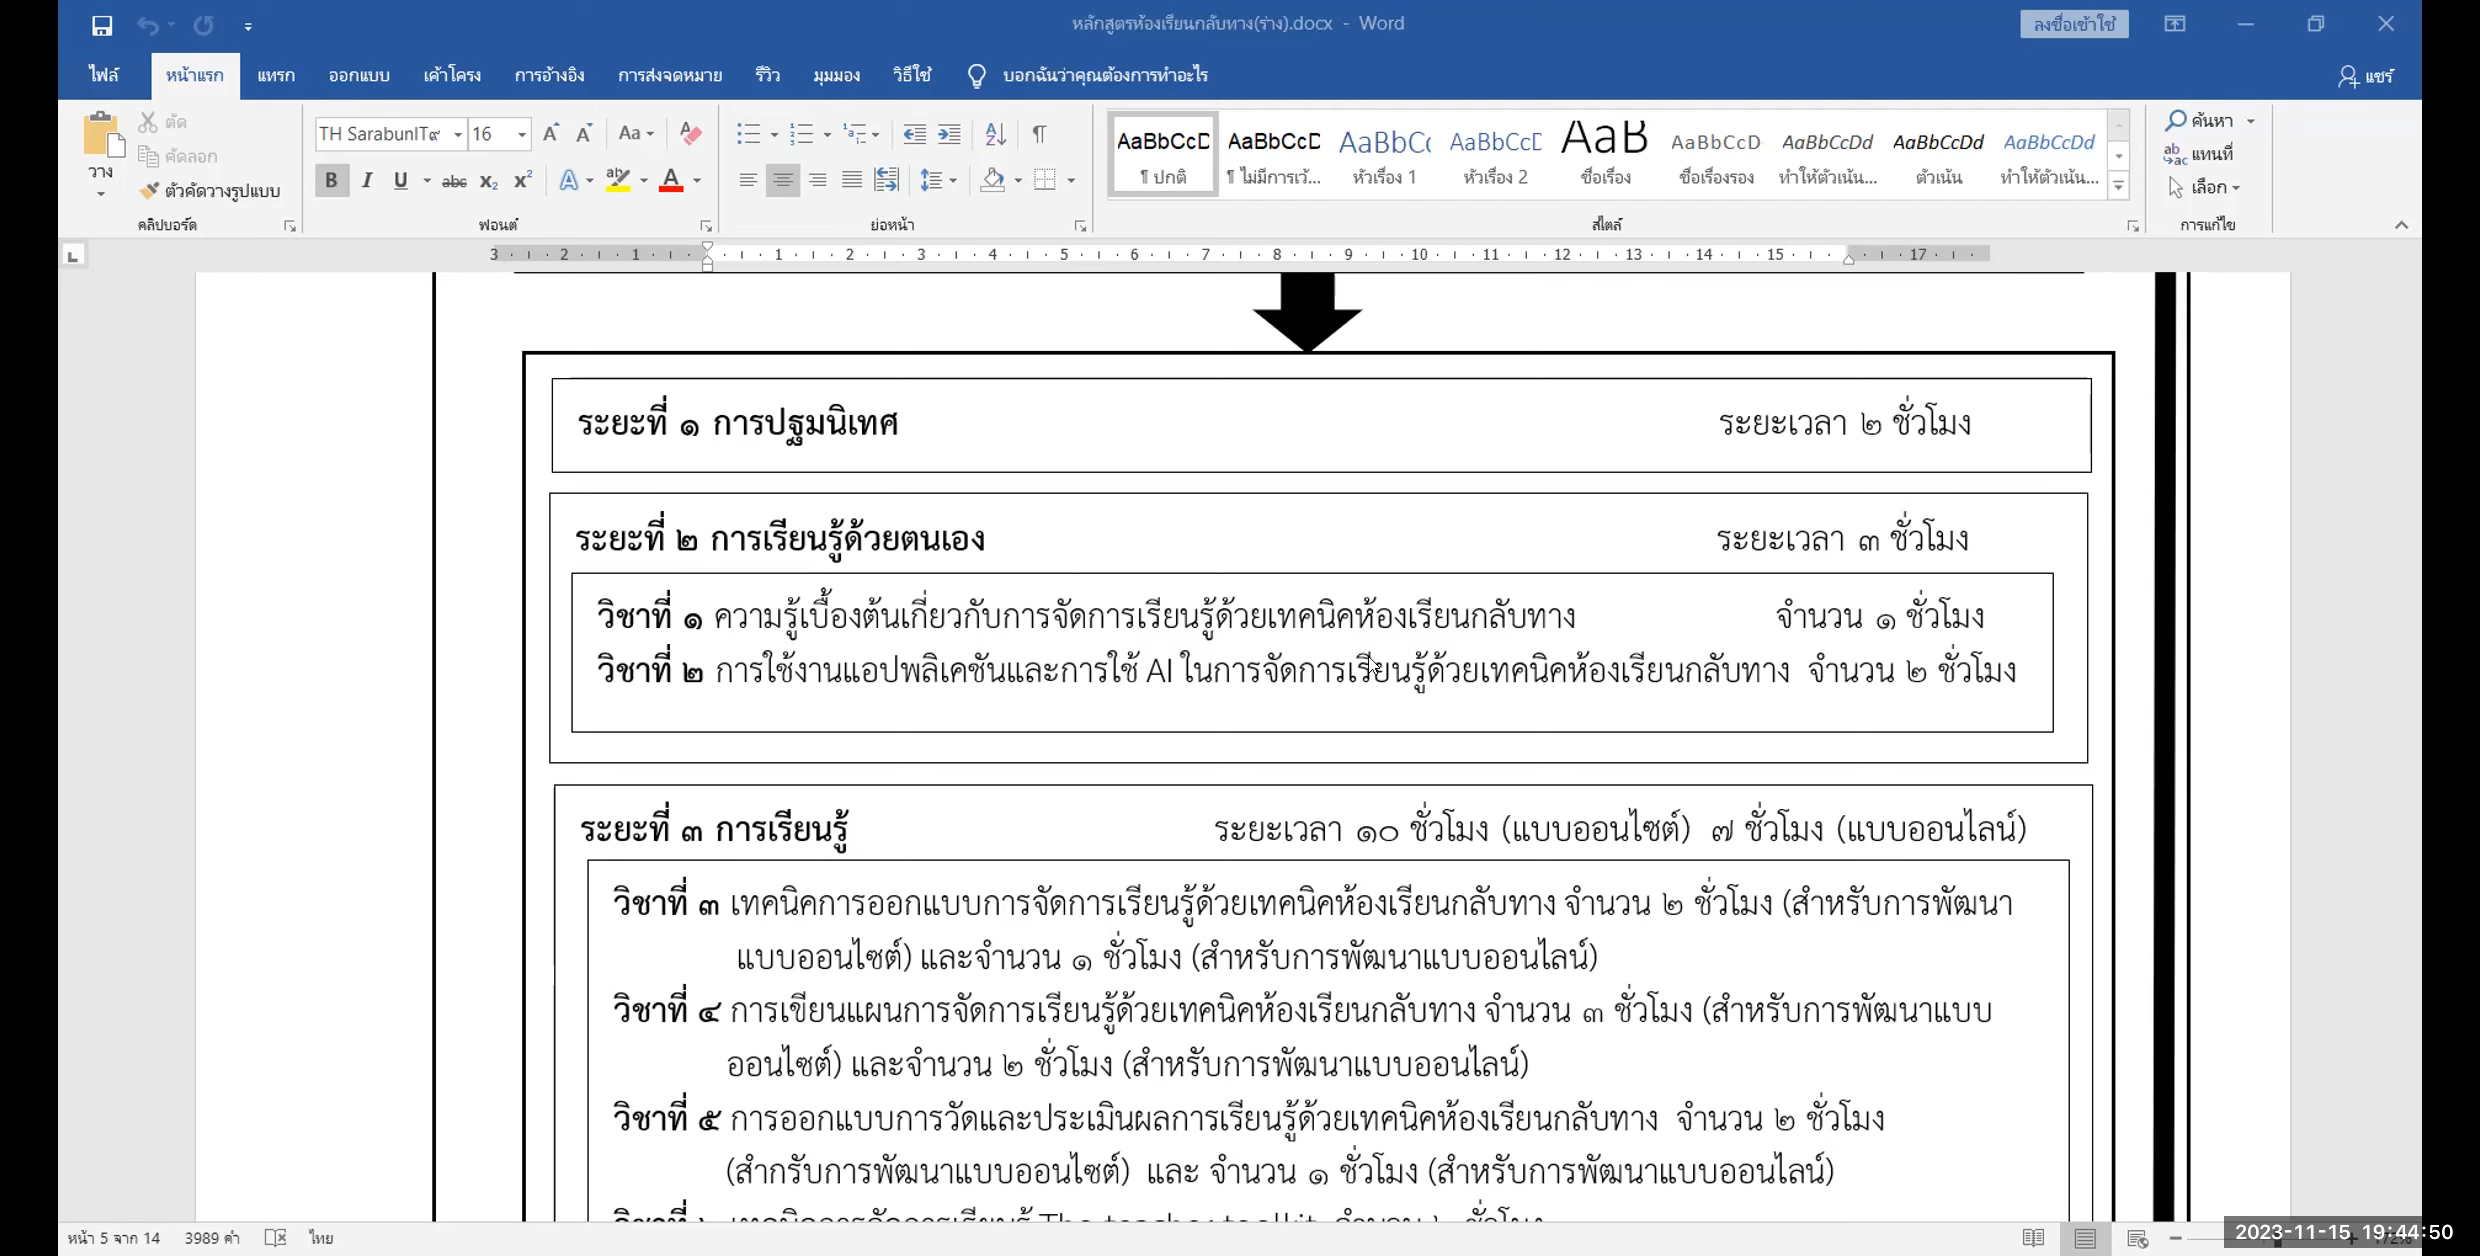 หลักสูตรห้องเรียนกลับทาง(ร่าง).docx - Word
ลงชื่อเข้าใช้
ไฟล์ หน้าแรก แทรก ออกแบบ เค้าโครง การอ้างอิง การส่งจดหมาย รีวิว มุมมอง วิธีใช้ บอกฉันว่าคุณต้องการทำอะไร แชร์
วาง
ตัด
คัดลอก
ตัวคัดวางรูปแบบ
คลิปบอร์ด
TH SarabunIT๙ 16
ฟอนต์
ย่อหน้า
AaBbCcD AaBbCcD AaBbC AaBbCcD AaB AaBbCcD AaBbCcDd AaBbCcDd AaBbCcDd
¶ ปกติ ¶ ไม่มีการเว้... หัวเรื่อง 1 หัวเรื่อง 2 ชื่อเรื่อง ชื่อเรื่องรอง ทำให้ตัวเน้น... ตัวเน้น ทำให้ตัวเน้น...
สไตล์
ค้นหา
แทนที่
เลือก
การแก้ไข
3 2 1 1 2 3 4 5 6 7 8 9 10 11 12 13 14 15 17
ระยะที่ ๑ การปฐมนิเทศ ระยะเวลา ๒ ชั่วโมง
ระยะที่ ๒ การเรียนรู้ด้วยตนเอง ระยะเวลา ๓ ชั่วโมง
วิชาที่ ๑ ความรู้เบื้องต้นเกี่ยวกับการจัดการเรียนรู้ด้วยเทคนิคห้องเรียนกลับทาง จำนวน ๑ ชั่วโมง
วิชาที่ ๒ การใช้งานแอปพลิเคชันและการใช้ AI ในการจัดการเรียนรู้ด้วยเทคนิคห้องเรียนกลับทาง จำนวน ๒ ชั่วโมง
ระยะที่ ๓ การเรียนรู้ ระยะเวลา ๑๐ ชั่วโมง (แบบออนไซต์) ๗ ชั่วโมง (แบบออนไลน์)
วิชาที่ ๓ เทคนิคการออกแบบการจัดการเรียนรู้ด้วยเทคนิคห้องเรียนกลับทาง จำนวน ๒ ชั่วโมง (สำหรับการพัฒนา
แบบออนไซต์) และจำนวน ๑ ชั่วโมง (สำหรับการพัฒนาแบบออนไลน์)
วิชาที่ ๔ การเขียนแผนการจัดการเรียนรู้ด้วยเทคนิคห้องเรียนกลับทาง จำนวน ๓ ชั่วโมง (สำหรับการพัฒนาแบบ
ออนไซต์) และจำนวน ๒ ชั่วโมง (สำหรับการพัฒนาแบบออนไลน์)
วิชาที่ ๕ การออกแบบการวัดและประเมินผลการเรียนรู้ด้วยเทคนิคห้องเรียนกลับทาง จำนวน ๒ ชั่วโมง
(สำกรับการพัฒนาแบบออนไซต์) และ จำนวน ๑ ชั่วโมง (สำหรับการพัฒนาแบบออนไลน์)
หน้า 5 จาก 14 3989 คำ ไทย
2023-11-15 19:44:50